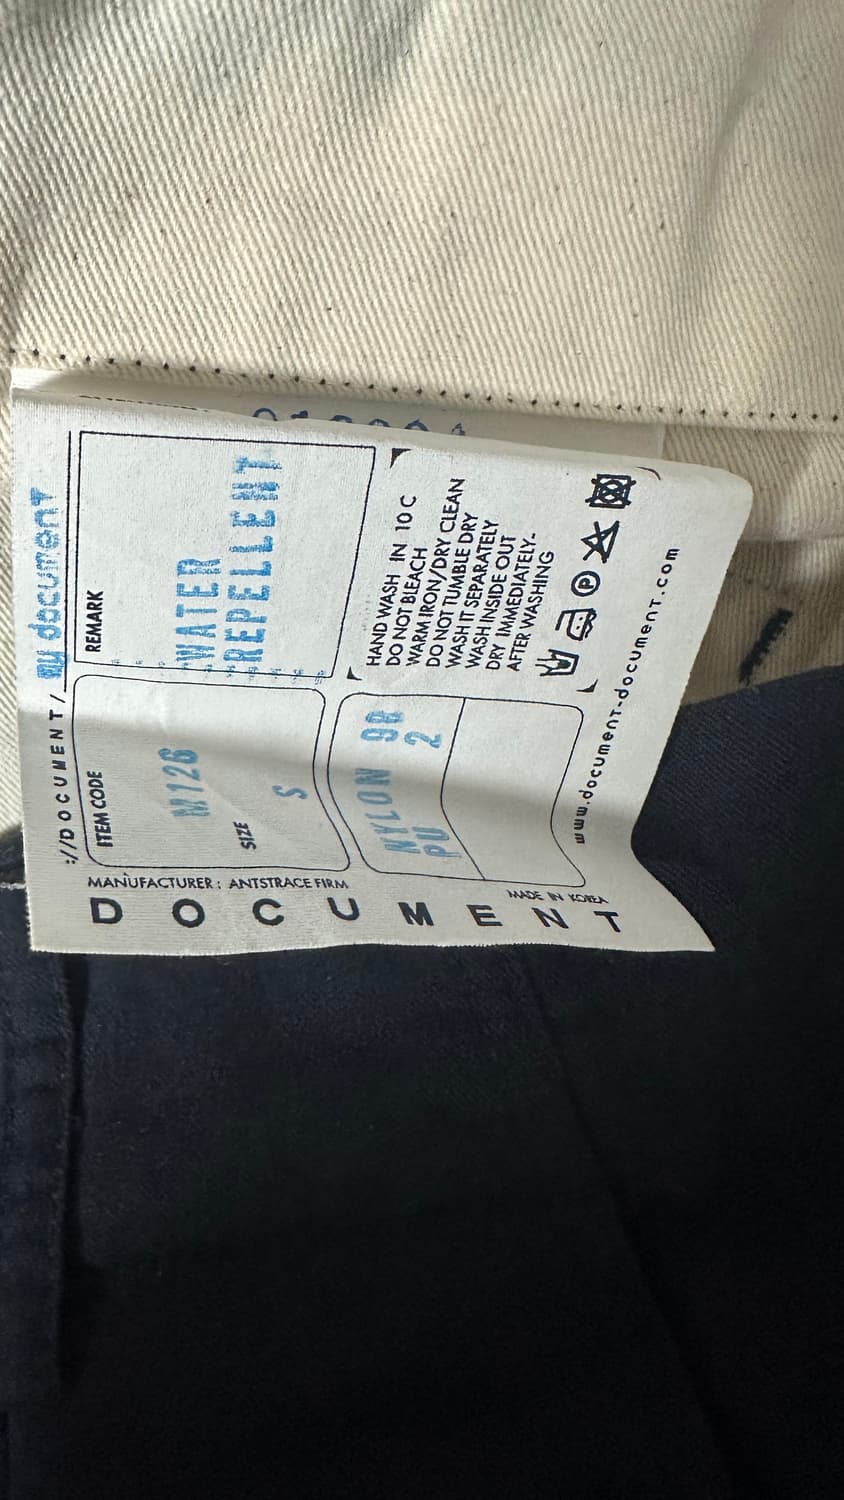 ://DOCUMENT/ my document
REMARK
WATER
REPELLENT
ITEM CODE
M126
SIZE
S
NYLON 98
PU 2
HAND WASH IN 10 C
DO NOT BLEACH
WARM IRON/DRY CLEAN
DO NOT TUMBLE DRY
WASH IT SEPARATELY
WASH INSIDE OUT
DRY IMMEDIATELY-
AFTER WASHING
P
www.document-document.com
MANUFACTURER : ANTSTRACE FIRM
MADE IN KOREA
DOCUMENT